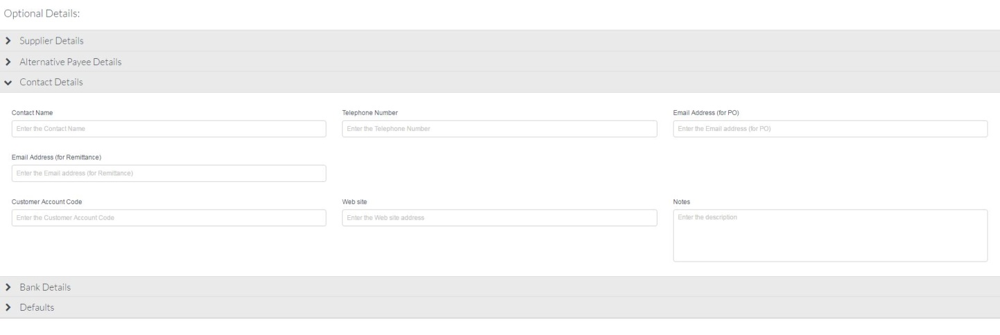 Optional Details:
Supplier Details
Alternative Payee Details
Contact Details
Contact Name Telephone Number Email Address (for PO)
Enter the Contact Name Enter the Telephone Number Enter the Email address (for PO)
Email Address (for Remittance)
Enter the Email address (for Remittance)
Customer Account Code Web site Notes
Enter the Customer Account Code Enter the Web site address Enter the description
Bank Details
Defaults